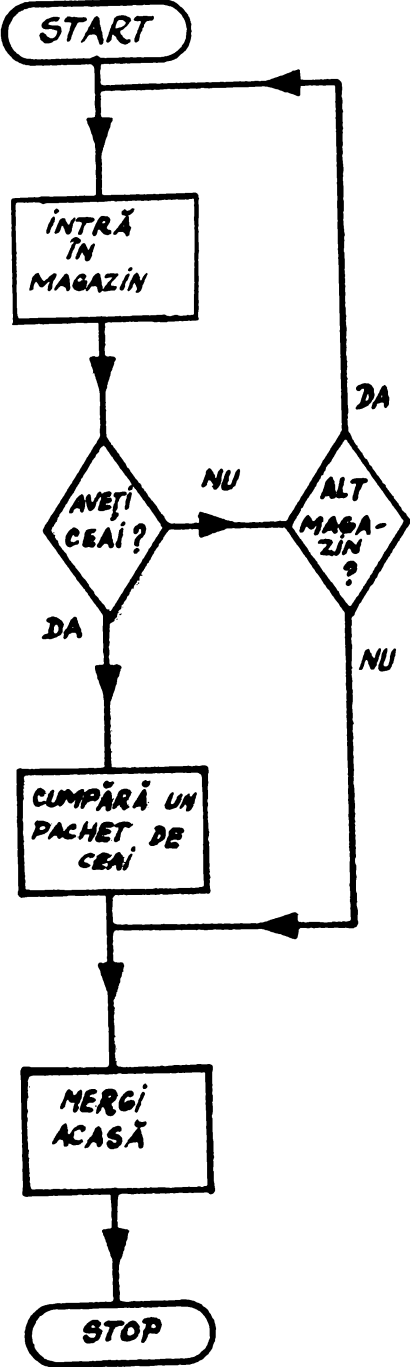 START
INTRĂ
ÎN
MAGAZIN
DA
NU
AVEȚI
CEAI?
ALT
MAGA-
ZIN
?
DA
NU
CUMPĂRĂ UN
PACHET DE
CEAI
MERGI
ACASĂ
STOP